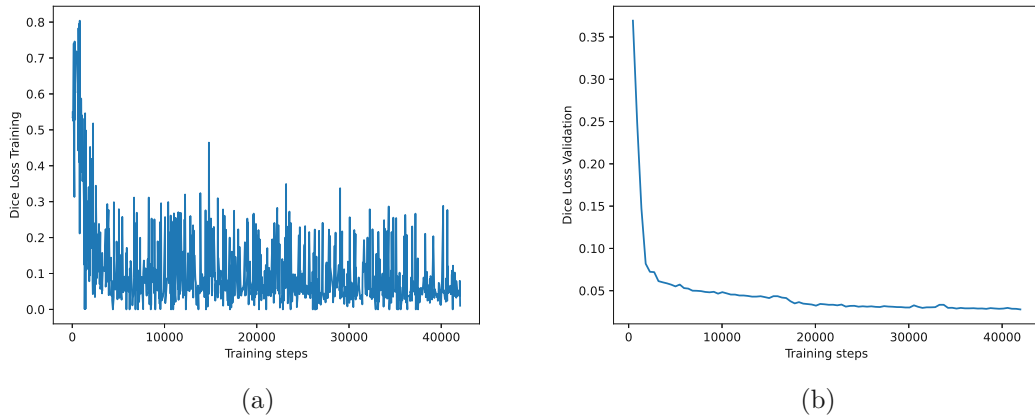 0.8
0.7
0.6
0.5
0.4
0.3
0.2
0.1
0.0
Dice Loss Training
0 10000 20000 30000 40000
Training steps
(a)
0.35
0.30
0.25
0.20
0.15
0.10
0.05
Dice Loss Validation
0 10000 20000 30000 40000
Training steps
(b)